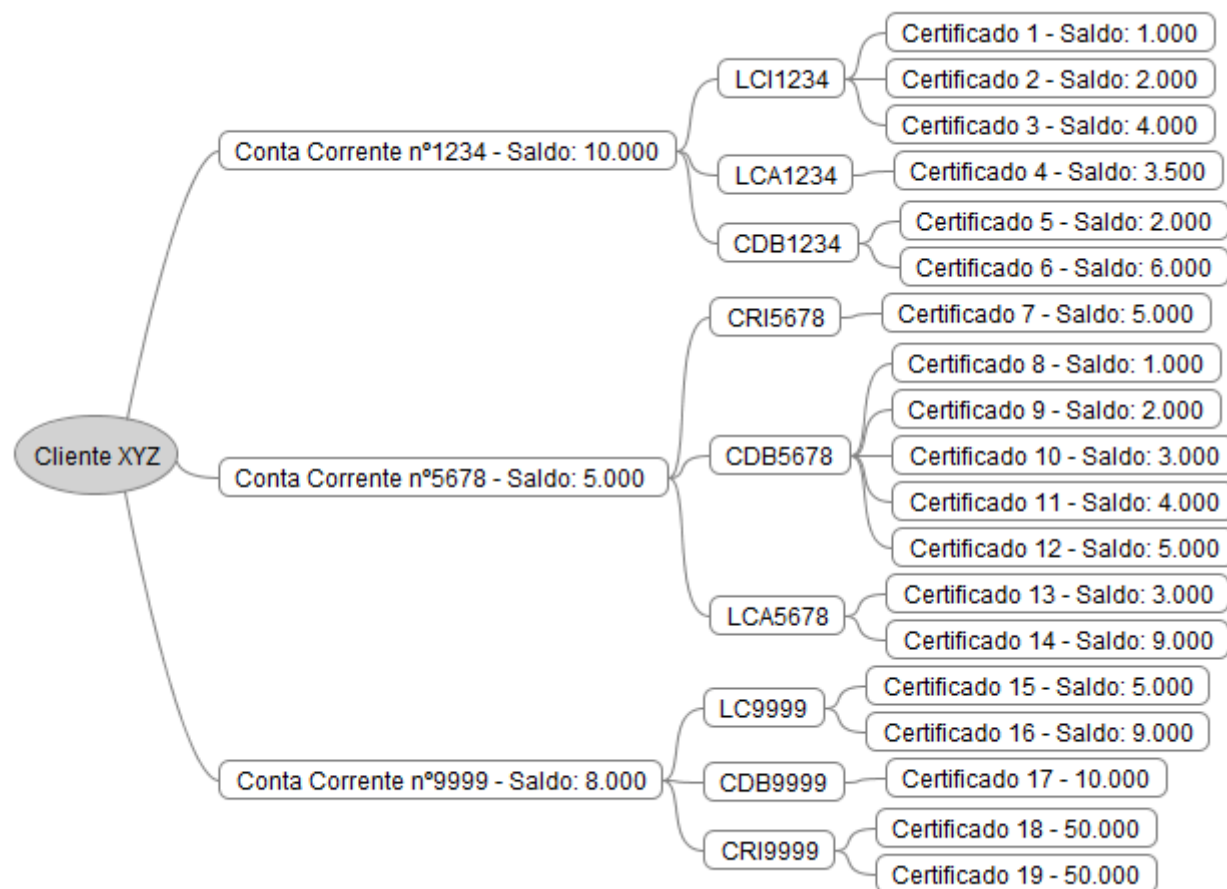 Cliente XYZ
Conta Corrente nº1234 - Saldo: 10.000
LCI1234
Certificado 1 - Saldo: 1.000
Certificado 2 - Saldo: 2.000
Certificado 3 - Saldo: 4.000
LCA1234
Certificado 4 - Saldo: 3.500
CDB1234
Certificado 5 - Saldo: 2.000
Certificado 6 - Saldo: 6.000
Conta Corrente nº5678 - Saldo: 5.000
CRI5678
Certificado 7 - Saldo: 5.000
CDB5678
Certificado 8 - Saldo: 1.000
Certificado 9 - Saldo: 2.000
Certificado 10 - Saldo: 3.000
Certificado 11 - Saldo: 4.000
Certificado 12 - Saldo: 5.000
LCA5678
Certificado 13 - Saldo: 3.000
Certificado 14 - Saldo: 9.000
Conta Corrente nº9999 - Saldo: 8.000
LC9999
Certificado 15 - Saldo: 5.000
Certificado 16 - Saldo: 9.000
CDB9999
Certificado 17 - 10.000
CRI9999
Certificado 18 - 50.000
Certificado 19 - 50.000